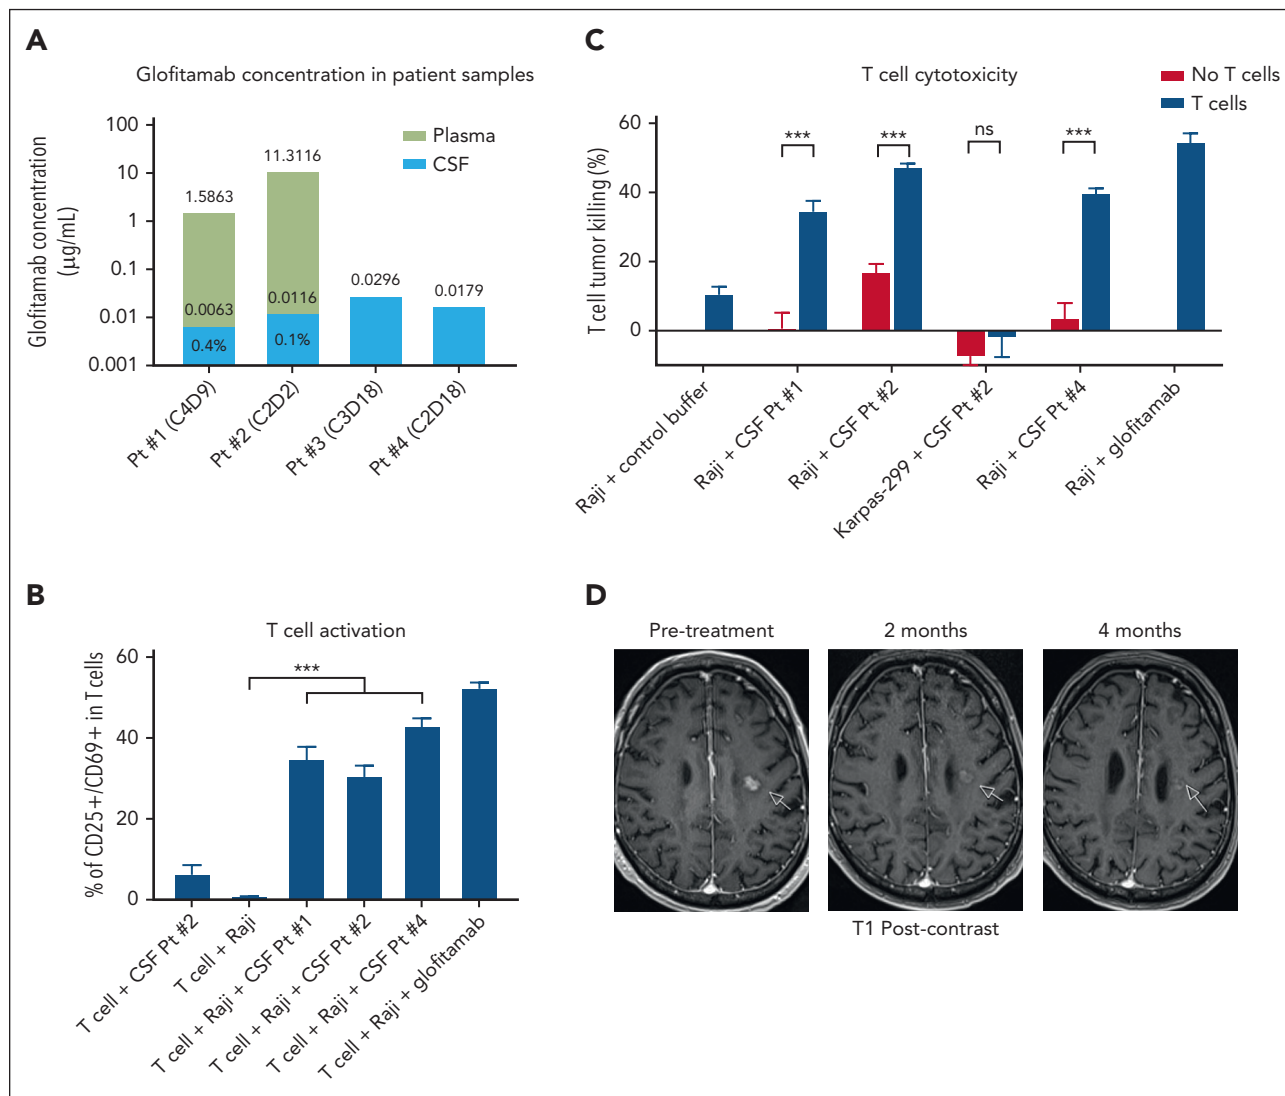 A
Glofitamab concentration in patient samples
Glofitamab concentration
(µg/mL)
100
10
1
0.1
0.01
0.001
Plasma
CSF
1.5863
11.3116
0.0063
0.0116
0.0296
0.0179
0.4%
0.1%
Pt #1 (C4D9)
Pt #2 (C2D2)
Pt #3 (C3D18)
Pt #4 (C2D18)
C
T cell cytotoxicity
No T cells
T cells
T cell tumor killing (%)
60
40
20
0
***
***
ns
***
Raji + control buffer
Raji + CSF Pt #1
Raji + CSF Pt #2
Karpas-299 + CSF Pt #2
Raji + CSF Pt #4
Raji + glofitamab
B
T cell activation
% of CD25+/CD69+ in T cells
60
40
20
0
***
T cell + CSF Pt #2
T cell + Raji
T cell + Raji + CSF Pt #1
T cell + Raji + CSF Pt #2
T cell + Raji + CSF Pt #4
T cell + Raji + glofitamab
D
Pre-treatment
2 months
4 months
T1 Post-contrast